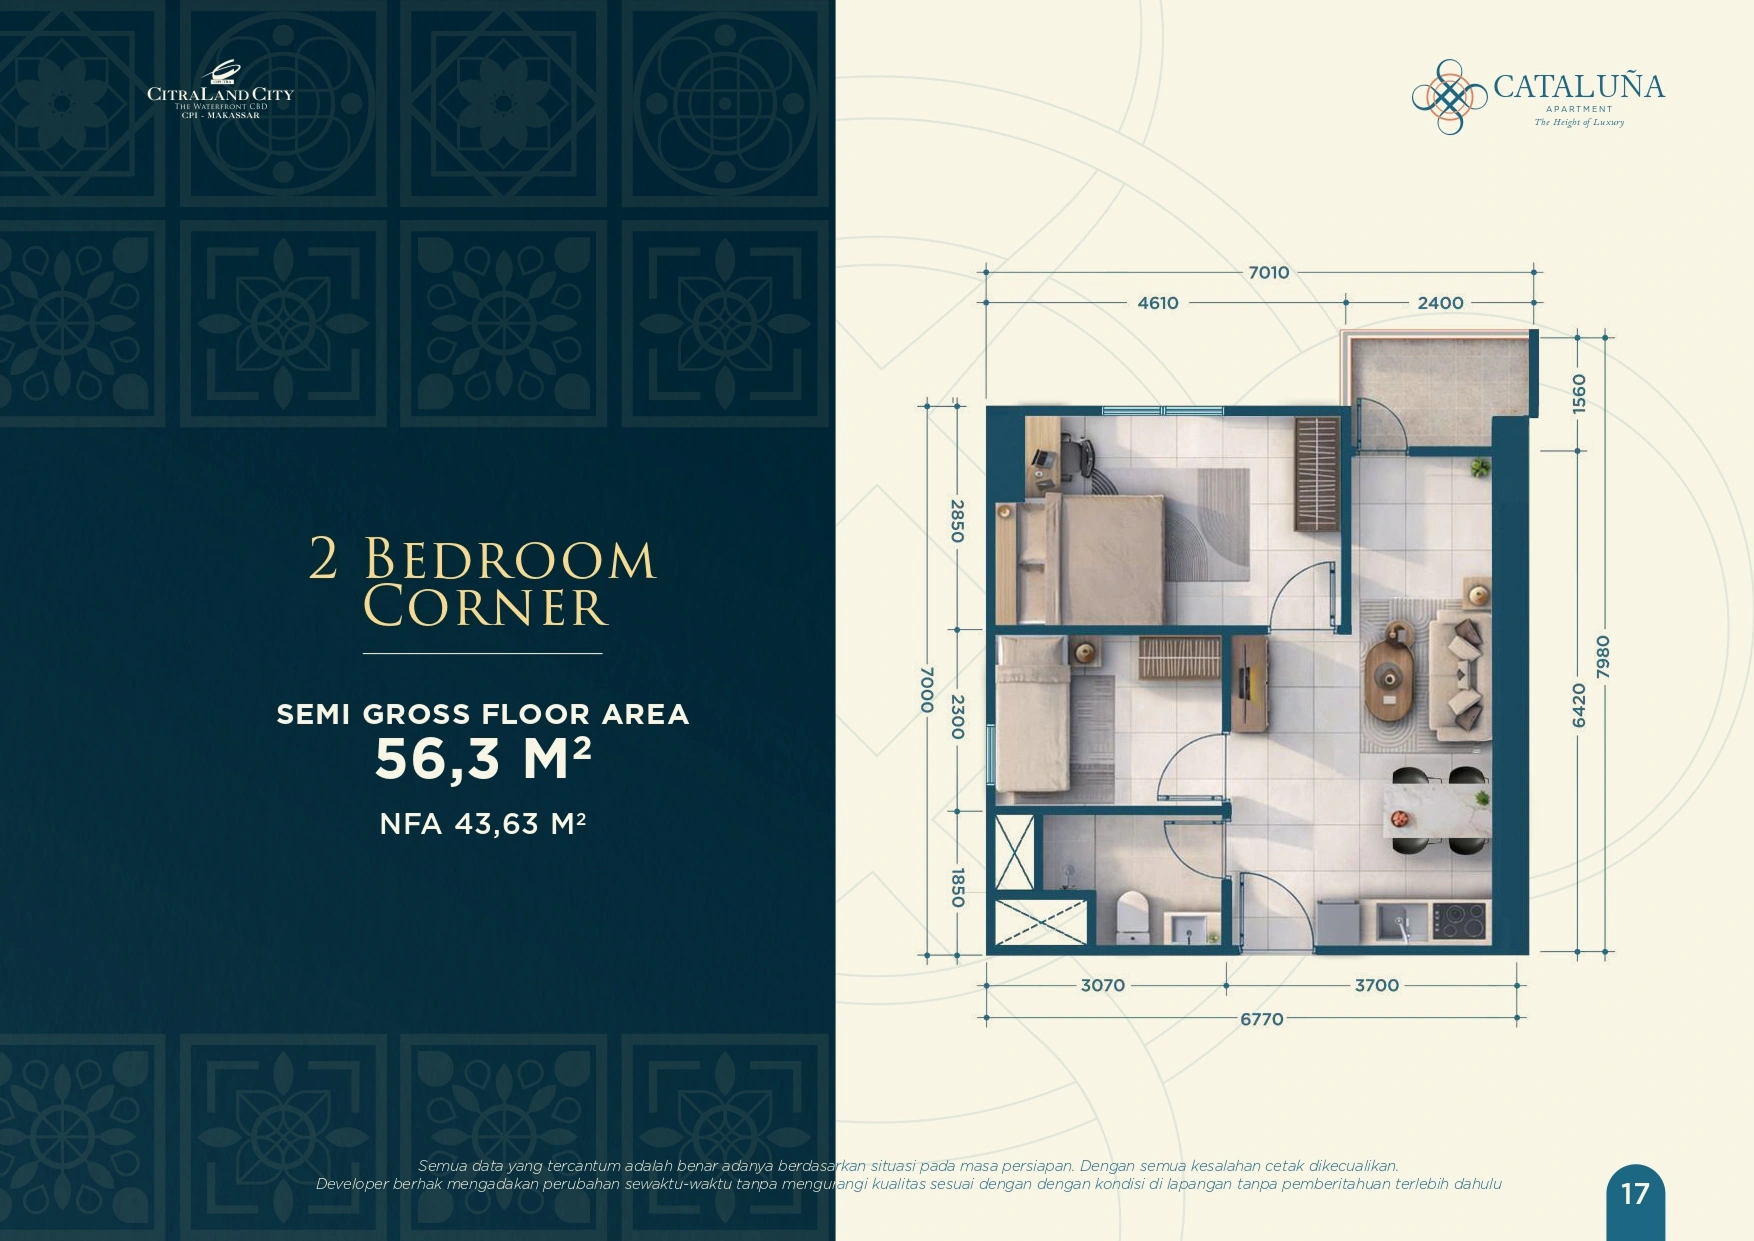 CITRALAND CITY
THE WATERFRONT CBD
CPI - MAKASSAR
CATALUÑA
APARTMENT
The Height of Luxury
2 BEDROOM
CORNER
SEMI GROSS FLOOR AREA
56,3 M²
NFA 43,63 M²
7010
4610
2400
1560
2850
7000
2300
7980
6420
1850
3070
3700
6770
Semua data yang tercantum adalah benar adanya berdasarkan situasi pada masa persiapan. Dengan semua kesalahan cetak dikecualikan.
Developer berhak mengadakan perubahan sewaktu-waktu tanpa mengurangi kualitas sesuai dengan dengan kondisi di lapangan tanpa pemberitahuan terlebih dahulu
17